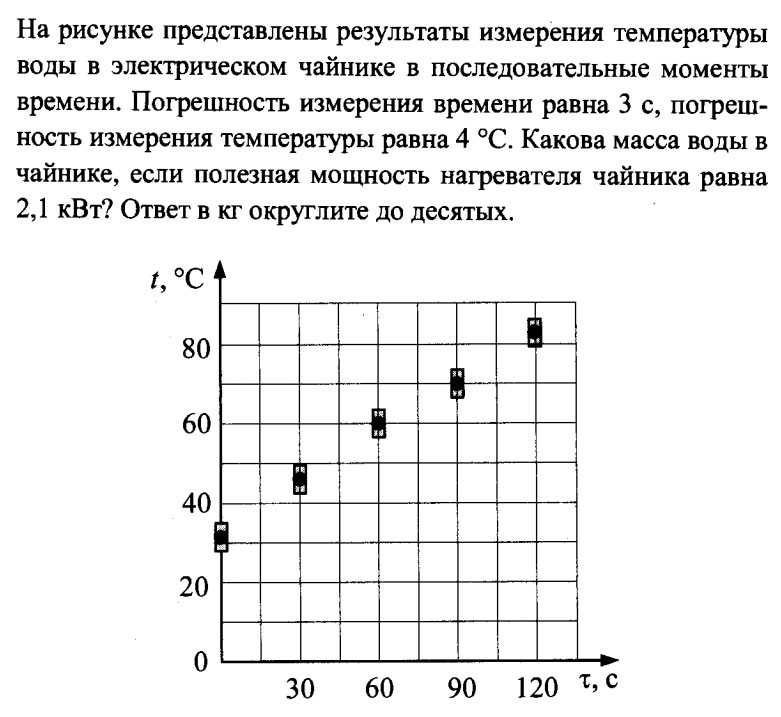 На рисунке представлены результаты измерения температуры
воды в электрическом чайнике в последовательные моменты
времени. Погрешность измерения времени равна 3 с, погреш-
ность измерения температуры равна 4 °C. Какова масса воды в
чайнике, если полезная мощность нагревателя чайника равна
2,1 кВт? Ответ в кг округлите до десятых.
t, °C
80
60
40
20
0
30 60 90 120 τ, с